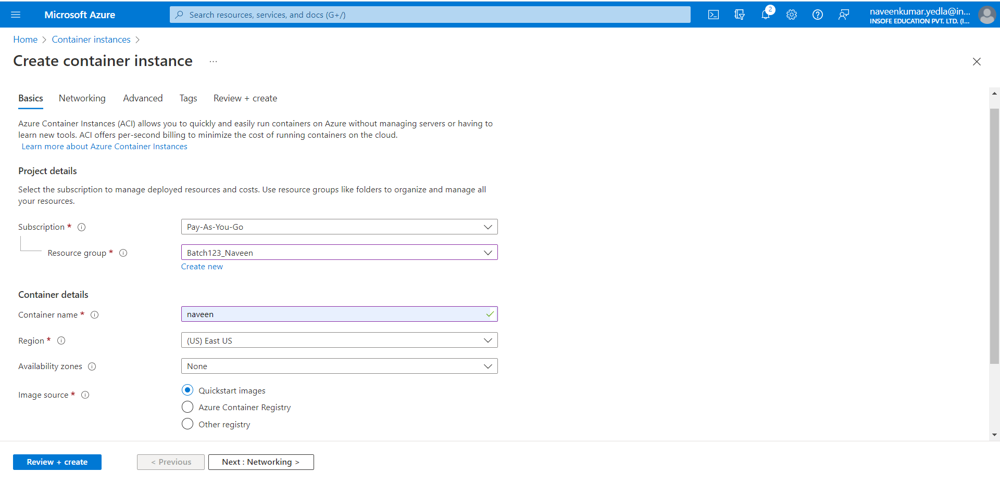 Microsoft Azure
Search resources, services, and docs (G+/)
2
naveenkumar.yedla@in...
INSOFE EDUCATION PVT. LTD. (I...
Home > Container instances >
Create container instance ...
Basics Networking Advanced Tags Review + create
Azure Container Instances (ACI) allows you to quickly and easily run containers on Azure without managing servers or having to
learn new tools. ACI offers per-second billing to minimize the cost of running containers on the cloud.
Learn more about Azure Container Instances
Project details
Select the subscription to manage deployed resources and costs. Use resource groups like folders to organize and manage all
your resources.
Subscription * Pay-As-You-Go
Resource group * Batch123_Naveen
Create new
Container details
Container name * naveen
Region * (US) East US
Availability zones None
Image source * Quickstart images
Azure Container Registry
Other registry
Review + create < Previous Next : Networking >